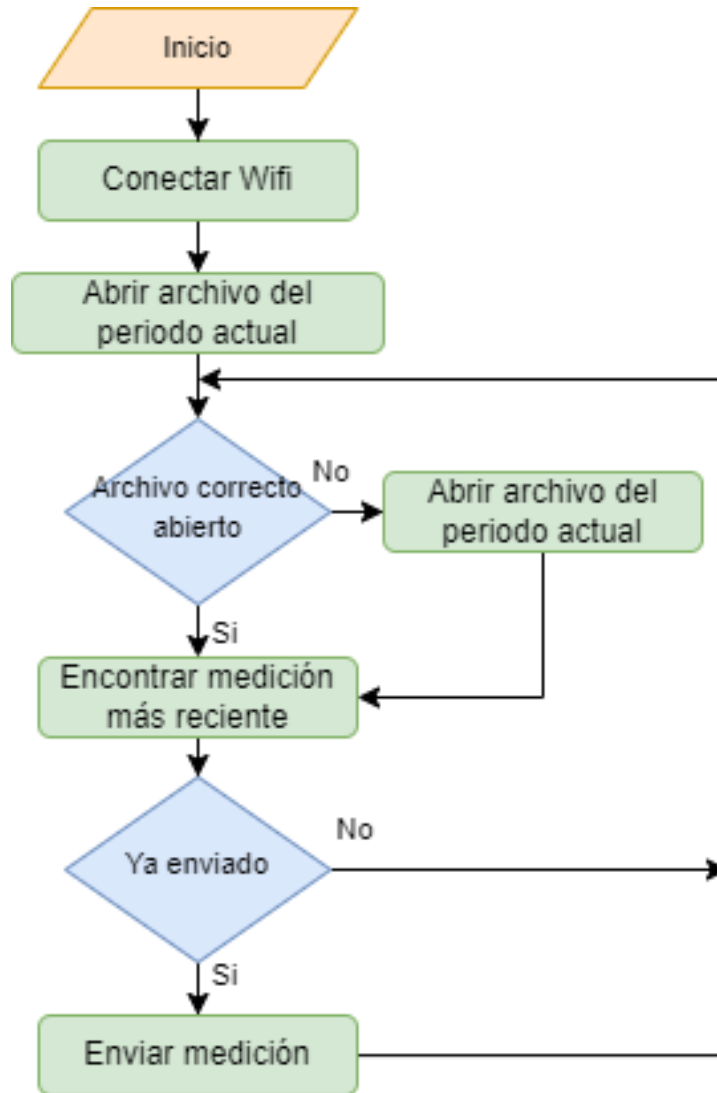 Inicio
Conectar Wifi
Abrir archivo del
periodo actual
Archivo correcto
abierto
No
Abrir archivo del
periodo actual
Si
Encontrar medición
más reciente
Ya enviado
No
Si
Enviar medición